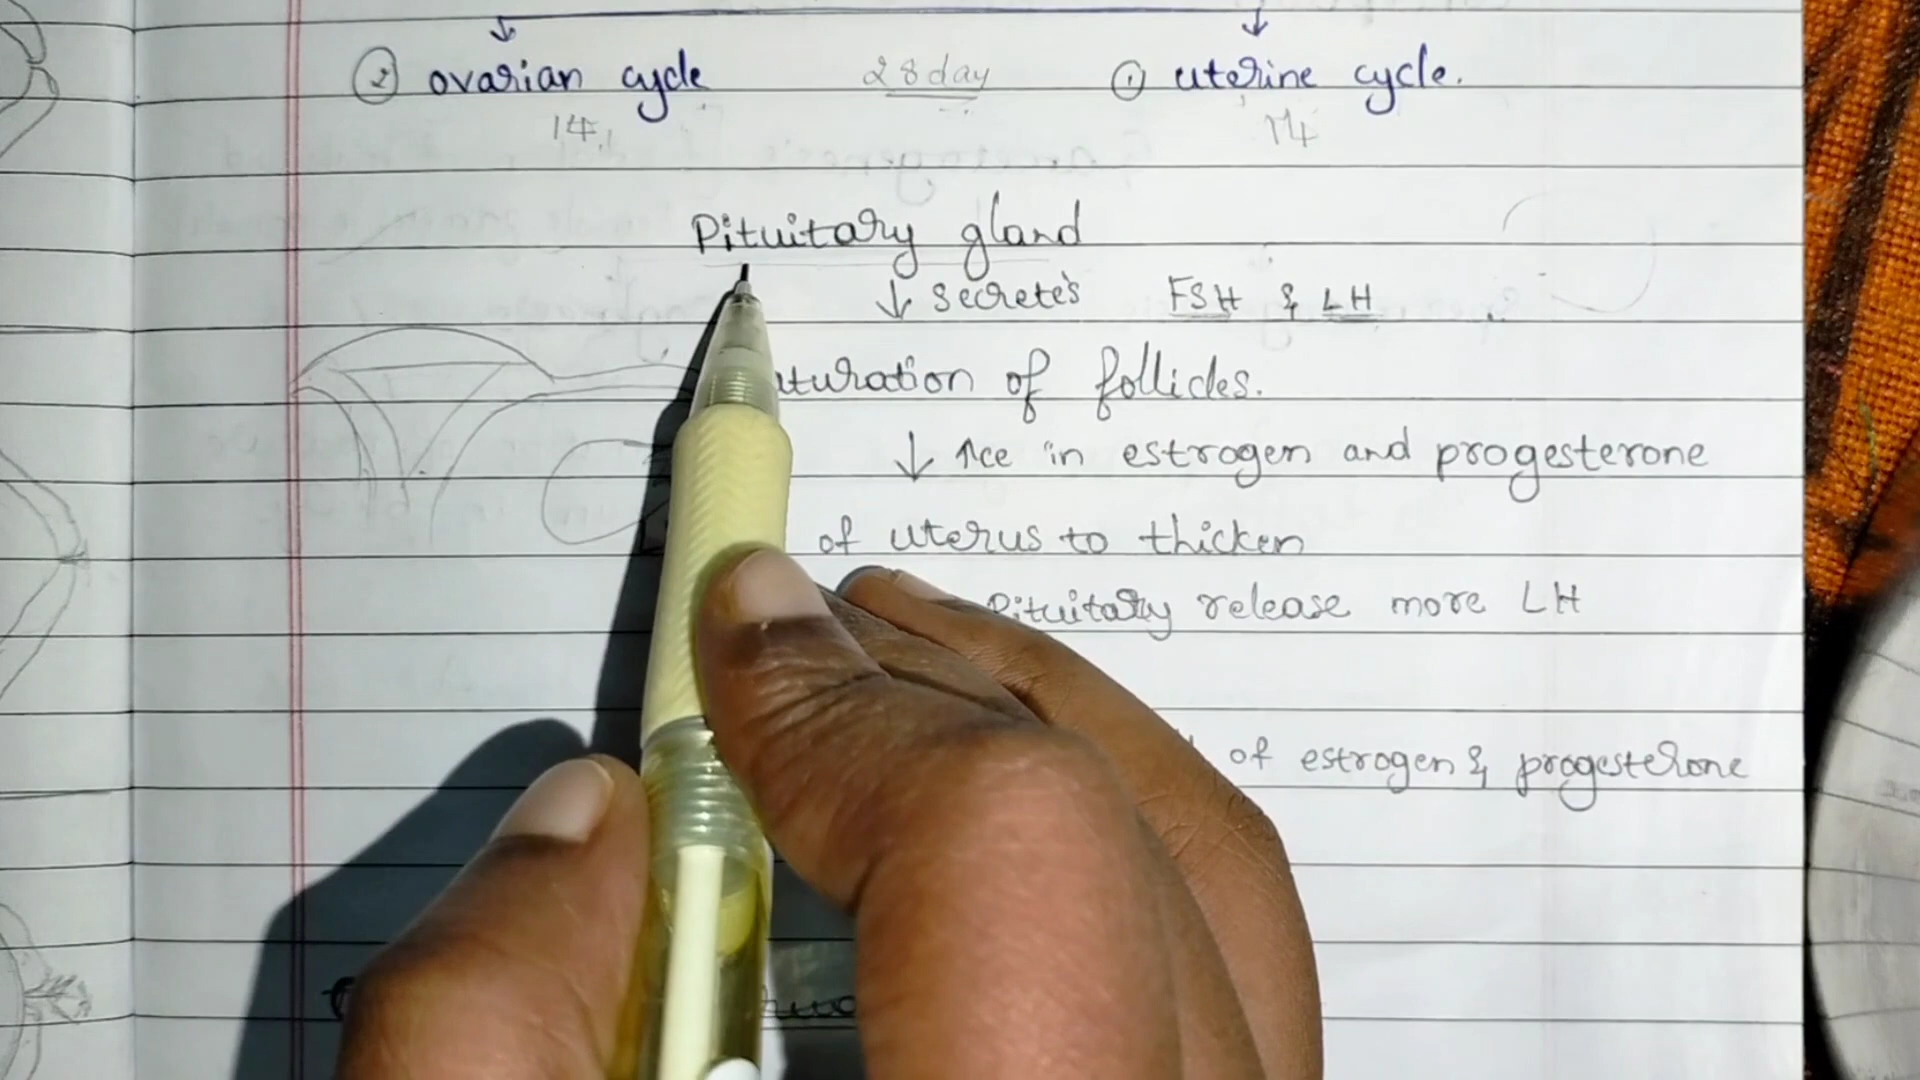 ② ovarian cycle 28 day ① uterine cycle.
14 14
Pituitary gland
↓ secretes FSH & LH
of follicles.
↓ ↑ce in estrogen and progesterone
of uterus to thicken
Pituitary release more LH
of estrogen & progesterone